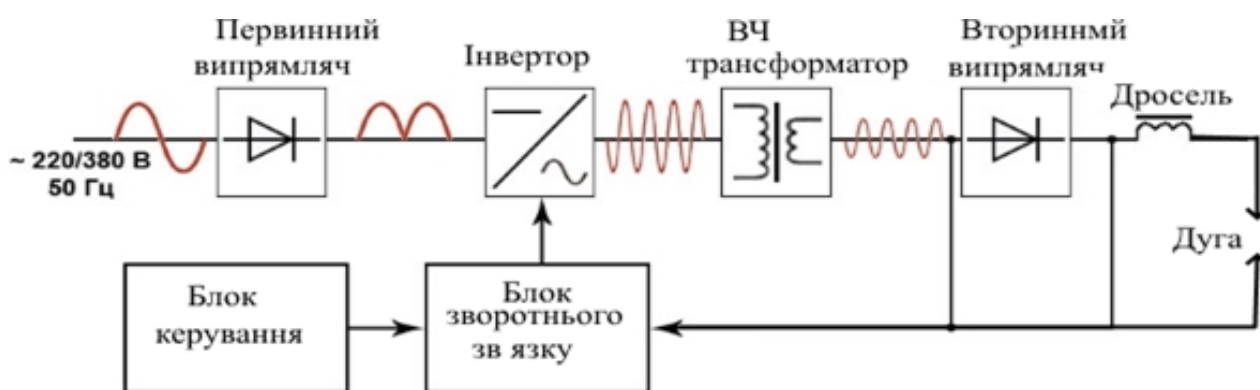 Первинний
випрямляч
Інвертор
ВЧ
трансформатор
Вториннмй
випрямляч
Дросель
~ 220/380 В
50 Гц
Дуга
Блок
керування
Блок
зворотнього
зв язку